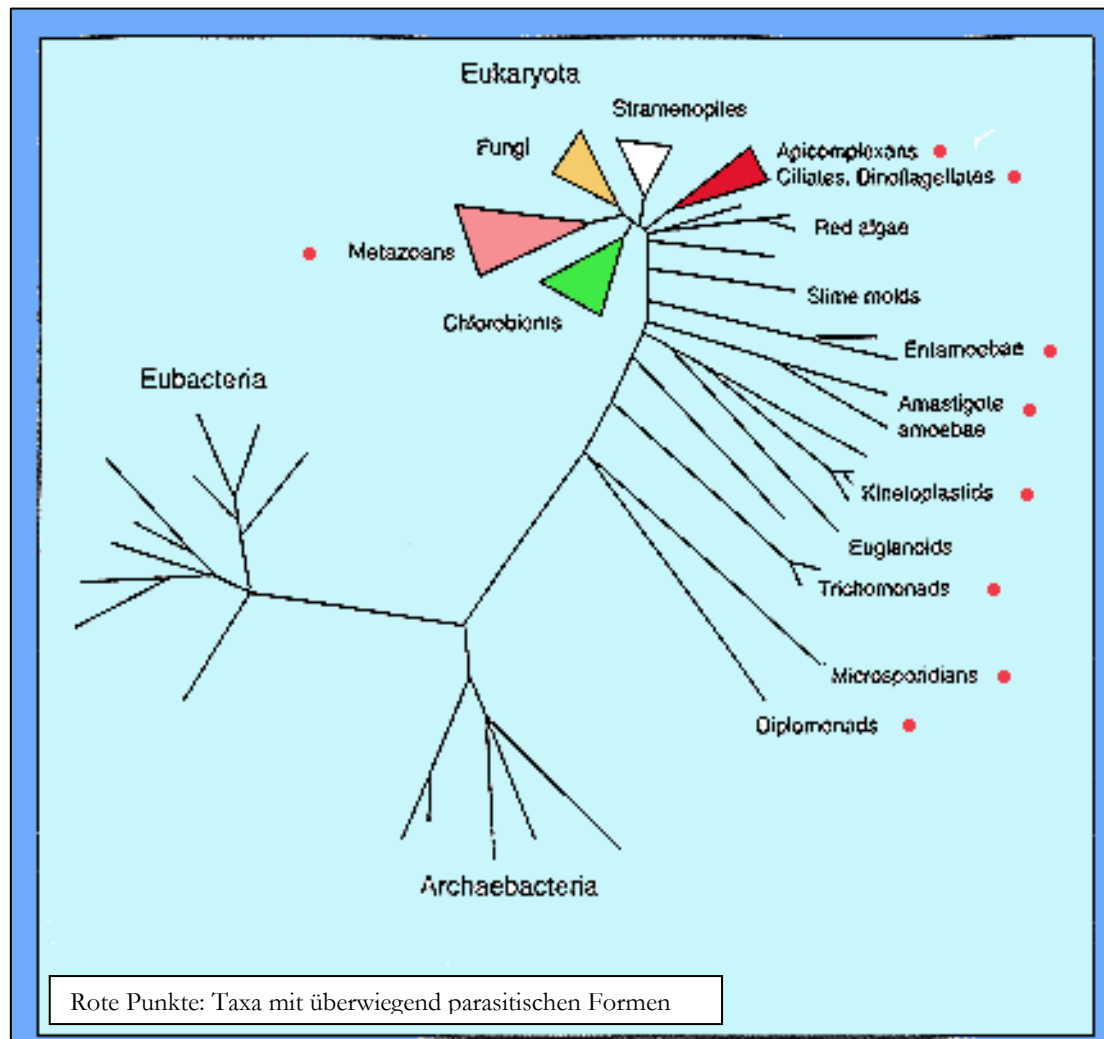 Eukaryota
Stramenopiles
Fungi
Apicomplexans
Ciliates, Dinoflagellates
Metazoans
Red algae
Chlorobionts
Slime molds
Entamoebae
Eubacteria
Amastigote
amoebae
Kinetoplastids
Euglenoids
Trichomonads
Microsporidians
Diplomonads
Archaebacteria
Rote Punkte: Taxa mit überwiegend parasitischen Formen